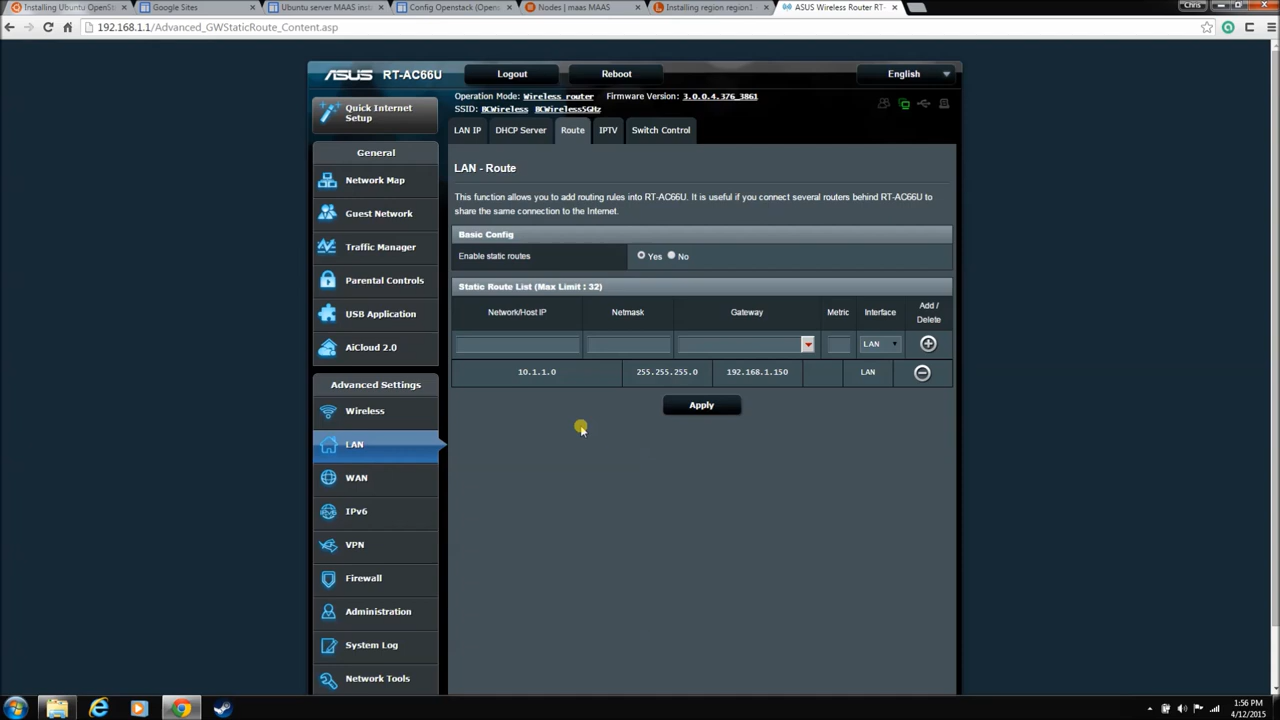 Installing Ubuntu OpenSt
Google Sites
Ubuntu server MAAS inst
Config Openstack (Open
Nodes | maas MAAS
Installing region region1
ASUS Wireless Router RT-
Chris
192.168.1.1/Advanced_GWStaticRoute_Content.asp
ASUS RT-AC66U
Logout
Reboot
English
Quick Internet
Setup
Operation Mode: Wireless router Firmware Version: 3.0.0.4.376_3861
SSID: BCWireless BCWireless5GHz
LAN IP
DHCP Server
Route
IPTV
Switch Control
General
Network Map
Guest Network
Traffic Manager
Parental Controls
USB Application
AiCloud 2.0
Advanced Settings
Wireless
LAN
WAN
IPv6
VPN
Firewall
Administration
System Log
Network Tools
LAN - Route
This function allows you to add routing rules into RT-AC66U. It is useful if you connect several routers behind RT-AC66U to
share the same connection to the Internet.
Basic Config
Enable static routes Yes No
Static Route List (Max Limit : 32)
Network/Host IP Netmask Gateway Metric Interface Add /
Delete
LAN
10.1.1.0 255.255.255.0 192.168.1.150 LAN
Apply
1:56 PM
4/12/2015